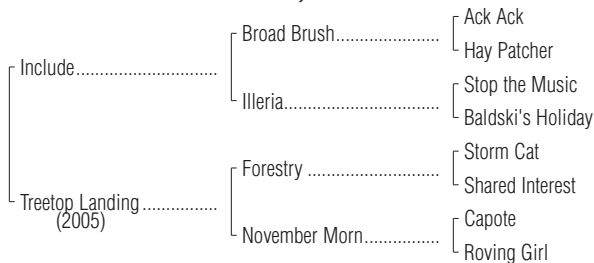 Ack Ack
Broad Brush....................
Hay Patcher
Include.............................
Stop the Music
Illeria................................
Baldski's Holiday
Storm Cat
Forestry ...........................
Shared Interest
Treetop Landing ...............
(2005)
Capote
November Morn................
Roving Girl